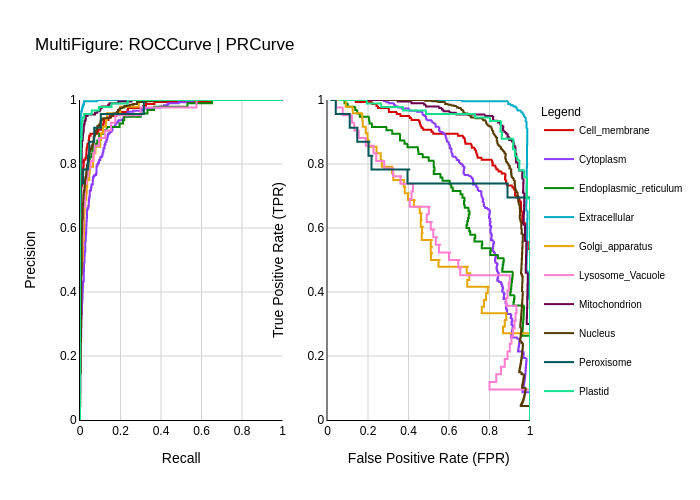 MultiFigure: ROCCurve | PRCurve
Precision
1
0.8
0.6
0.4
0.2
0
0 0.2 0.4 0.6 0.8 1
Recall
True Positive Rate (TPR)
1
0.8
0.6
0.4
0.2
0
0 0.2 0.4 0.6 0.8 1
False Positive Rate (FPR)
Legend
Cell_membrane
Cytoplasm
Endoplasmic_reticulum
Extracellular
Golgi_apparatus
Lysosome_Vacuole
Mitochondrion
Nucleus
Peroxisome
Plastid